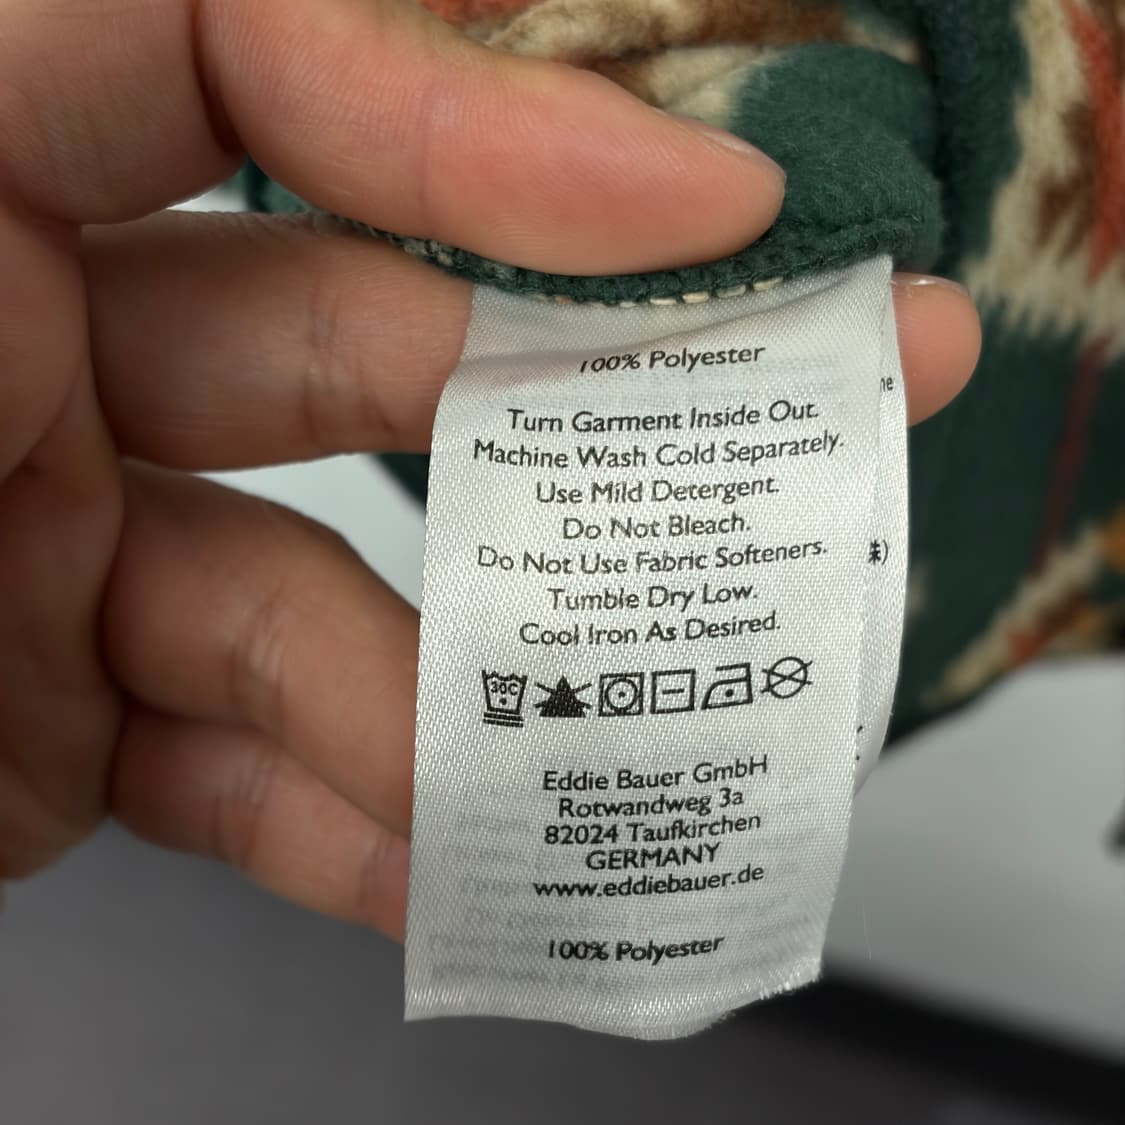 100% Polyester
Turn Garment Inside Out.
Machine Wash Cold Separately.
Use Mild Detergent.
Do Not Bleach.
Do Not Use Fabric Softeners.
Tumble Dry Low.
Cool Iron As Desired.
30C
Eddie Bauer GmbH
Rotwandweg 3a
82024 Taufkirchen
GERMANY
www.eddiebauer.de
100% Polyester